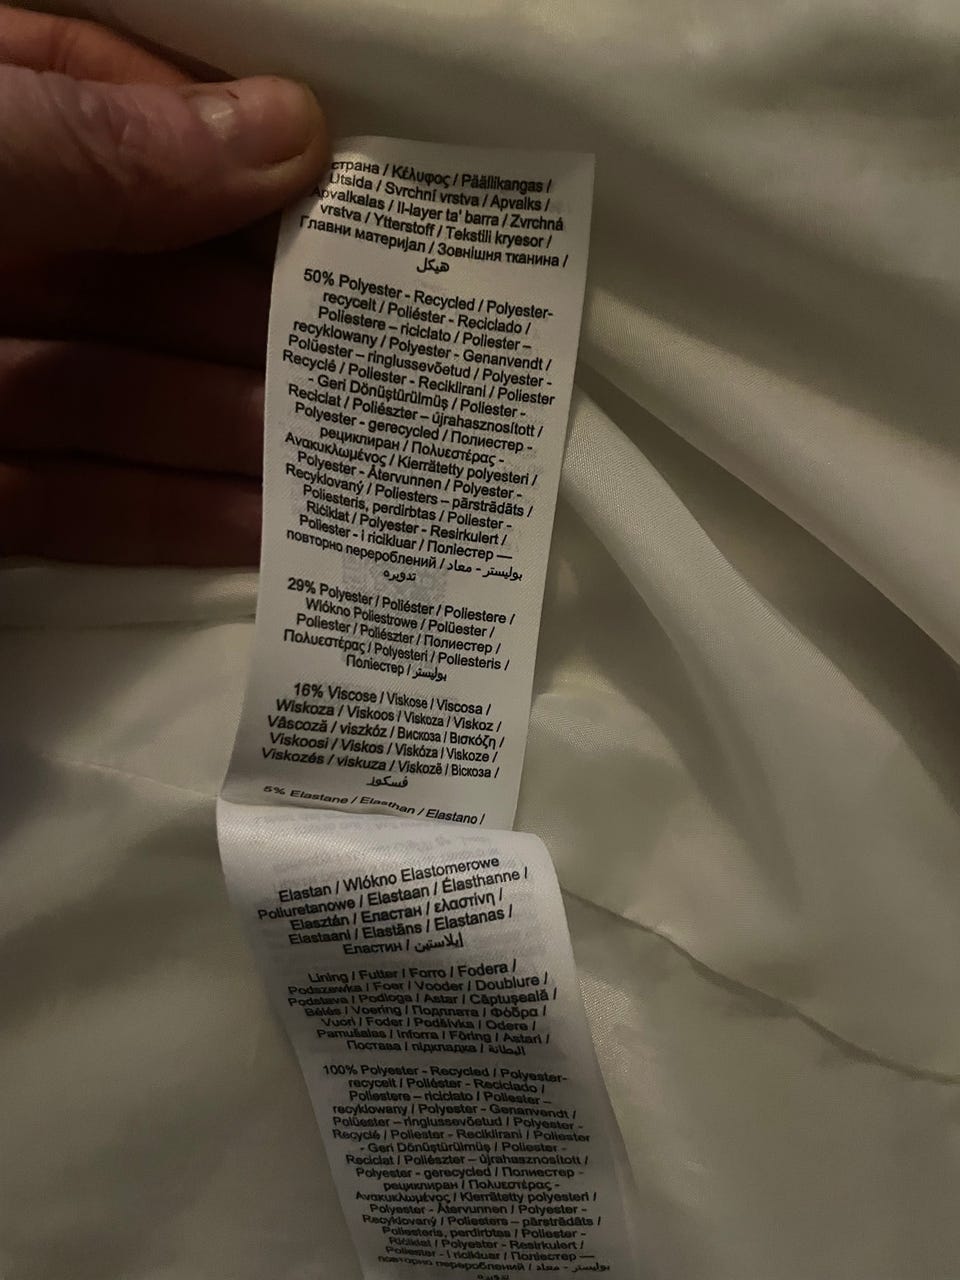 страна / Κέλυφος / Päällikangas /
Utsida / Svrchní vrstva / Apvalks /
Apvalkalas / Il-layer ta' barra / Zvrchná
vrstva / Ytterstoff / Tekstili kryesor /
Главни материјал / Зовнішня тканина /
هيكل
50% Polyester - Recycled / Polyester-
recycelt / Poliéster - Reciclado /
Poliestere – riciclato / Poliester –
recyklowany / Polyester - Genanvendt /
Polüester – ringlussevõetud / Polyester -
Recyclé / Poliester - Reciklirani / Poliester
- Geri Dönüştürülmüş / Poliester -
Reciclat / Poliészter – újrahasznosított /
Polyester - gerecycled / Полиестер -
рециклиран / Πολυεστέρας -
Ανακυκλωμένος / Kierrätetty polyesteri /
Polyester - Återvunnen / Polyester -
Recyklovaný / Poliesters – pārstrādāts /
Poliesteris, perdirbtas / Poliester -
Riċiklat / Polyester - Resirkulert /
Poliester - i ricikluar / Поліестер —
повторно перероблений / بوليستر - معاد
تدويره
29% Polyester / Poliéster / Poliestere /
Wlókno Poliestrowe / Polüester /
Poliester / Poliészter / Полиестер /
Πολυεστέρας / Polyesteri / Poliesteris /
Поліестер / بوليستر
16% Viscose / Viskose / Viscosa /
Wiskoza / Viskoos / Viskoza / Viskoz /
Vâscoză / viszkóz / Вискоза / Βισκόζη /
Viskoosi / Viskos / Viskóza / Viskoze /
Viskozés / viskuza / Viskozë / Віскоза /
فسكوز
5% Elastane / Elasthan / Elastano /
Elastan / Wlókno Elastomerowe
Poliuretanowe / Elastaan / Élasthanne /
Elasztán / Еластан / ελαστίνη /
Elastaani / Elastāns / Elastanas /
Еластин / إيلاستين
Lining / Futter / Forro / Fodera /
Podszewka / Foer / Vooder / Doublure /
Podstava / Podloga / Astar / Căptuşeală /
Bélés / Voering / Подплата / Φόδρα /
Vuori / Foder / Podšívka / Odere /
Pamušalas / Inforra / Fôring / Astari /
Постава / підкладка / البطانة
100% Polyester - Recycled / Polyester-
recycelt / Poliéster - Reciclado /
Poliestere – riciclato / Poliester –
recyklowany / Polyester - Genanvendt /
Polüester – ringlussevõetud / Polyester -
Recyclé / Poliester - Reciklirani / Poliester
- Geri Dönüştürülmüş / Poliester -
Reciclat / Poliészter – újrahasznosított /
Polyester - gerecycled / Полиестер -
рециклиран / Πολυεστέρας -
Ανακυκλωμένος / Kierrätetty polyesteri /
Polyester - Återvunnen / Polyester -
Recyklovaný / Poliesters – pārstrādāts /
Poliesteris, perdirbtas / Poliester -
Riċiklat / Polyester - Resirkulert /
Poliester - i ricikluar / Поліестер —
повторно перероблений / بوليستر - معاد
تدويره